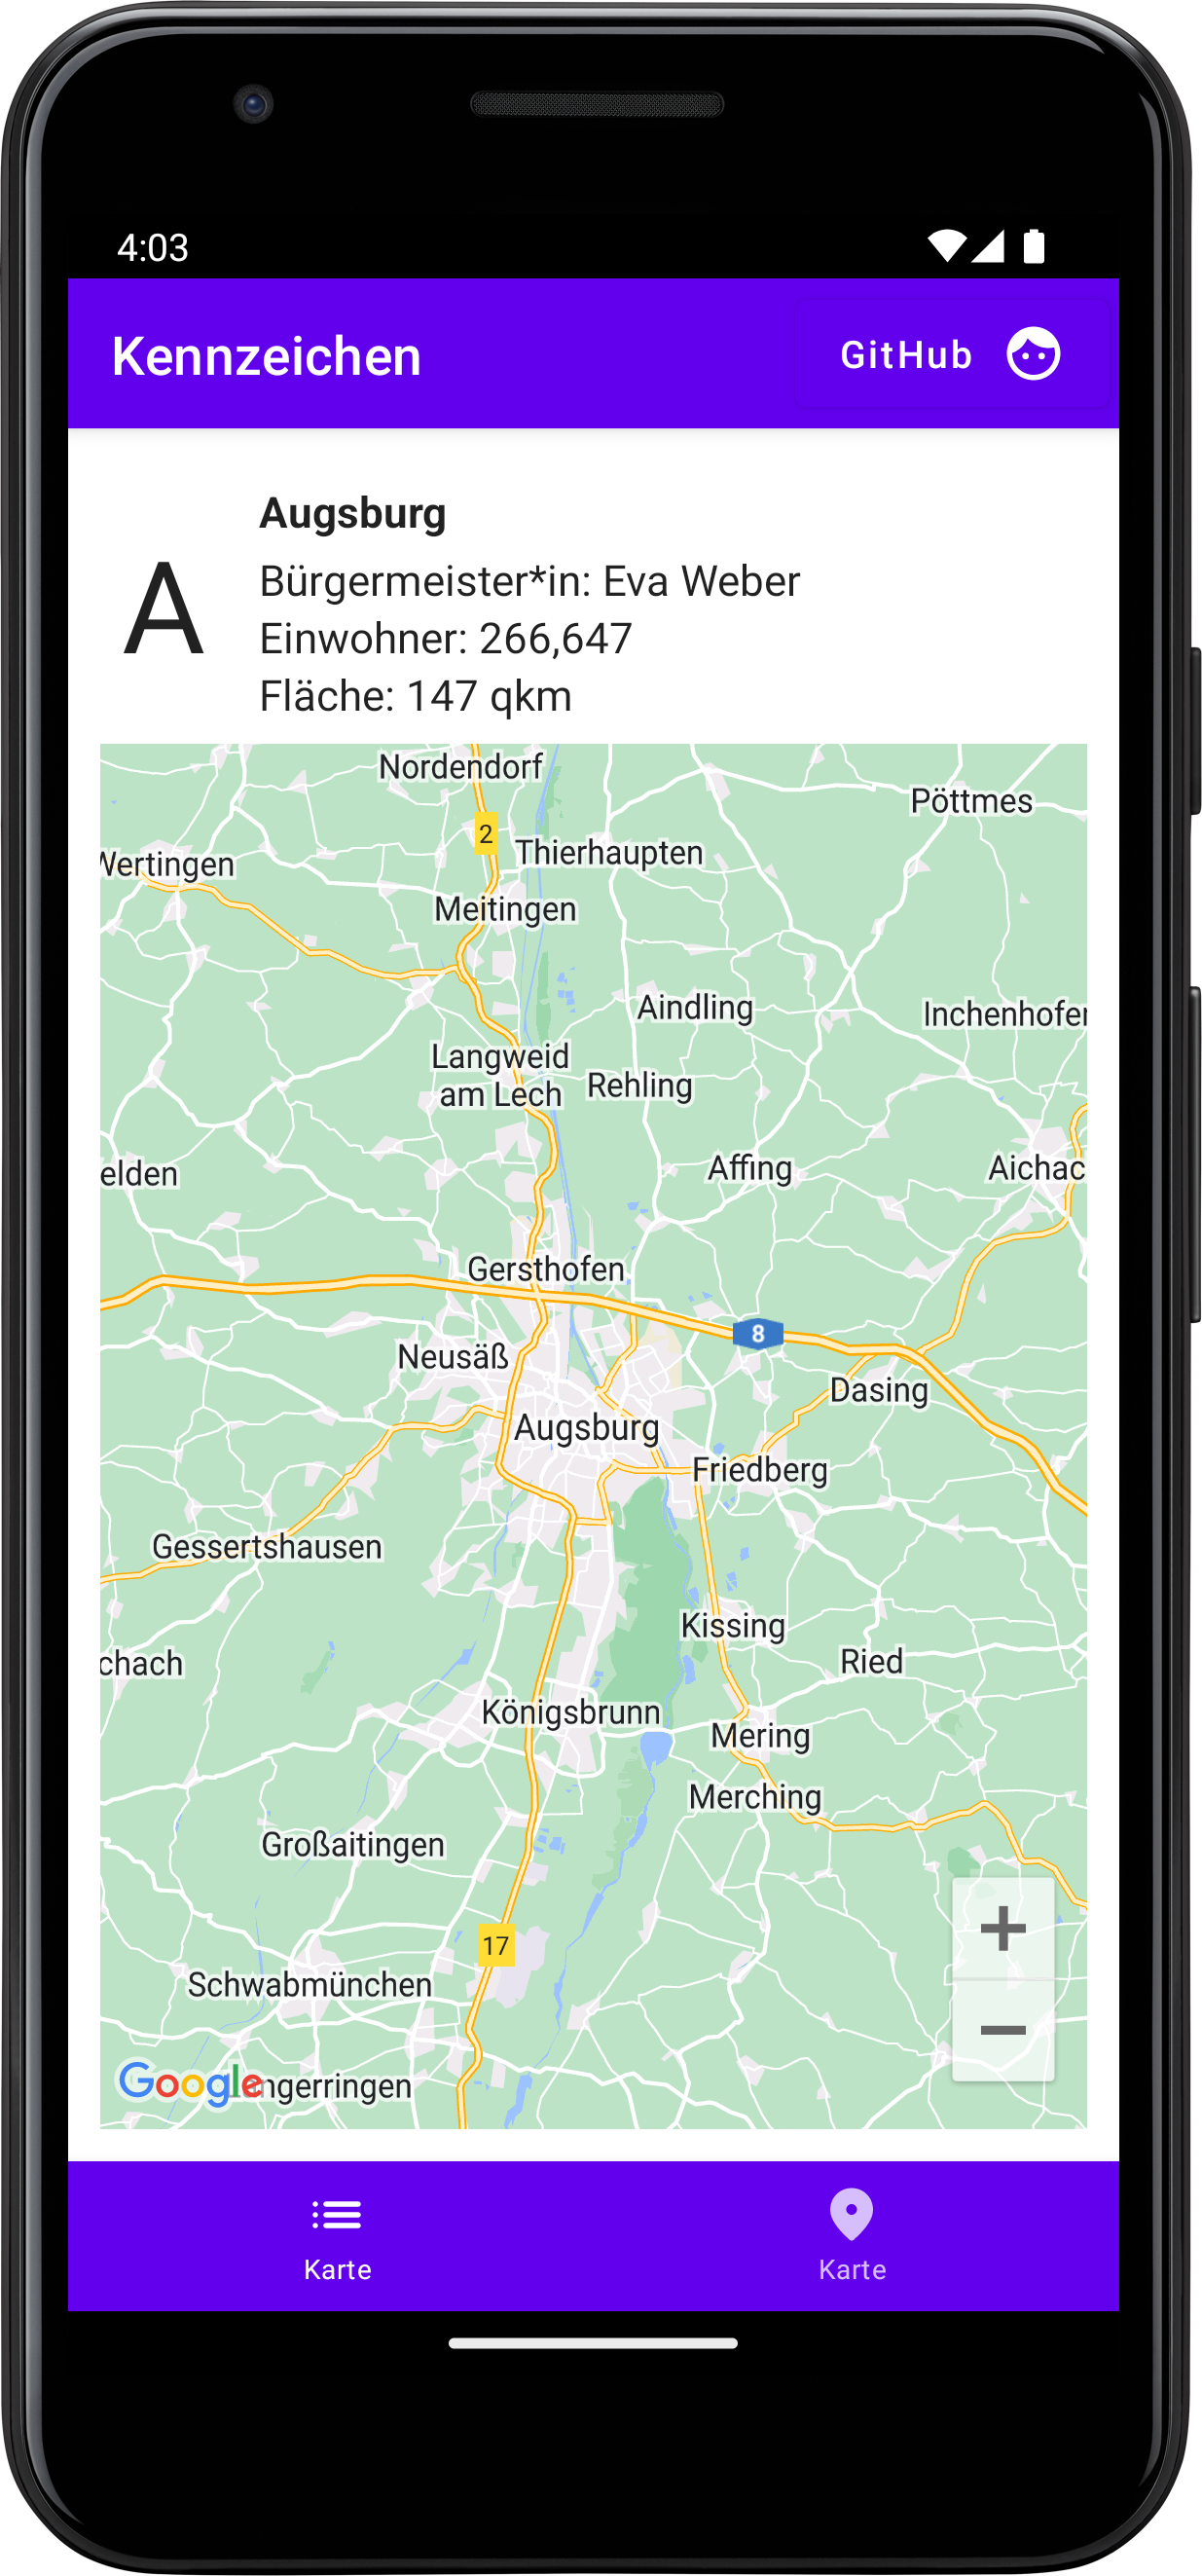 4:03
Kennzeichen
GitHub
Augsburg
A
Bürgermeister*in: Eva Weber
Einwohner: 266,647
Fläche: 147 qkm
Nordendorf
Pöttmes
2
Thierhaupten
Wertingen
Meitingen
Aindling
Inchenhofer
Langweid
am Lech
Rehling
Affing
Aichac
elden
Gersthofen
8
Neusäß
Dasing
Augsburg
Friedberg
Gessertshausen
Kissing
chach
Ried
Königsbrunn
Mering
Merching
Großaitingen
17
Schwabmünchen
Google
ngerringen
+
−
Karte
Karte